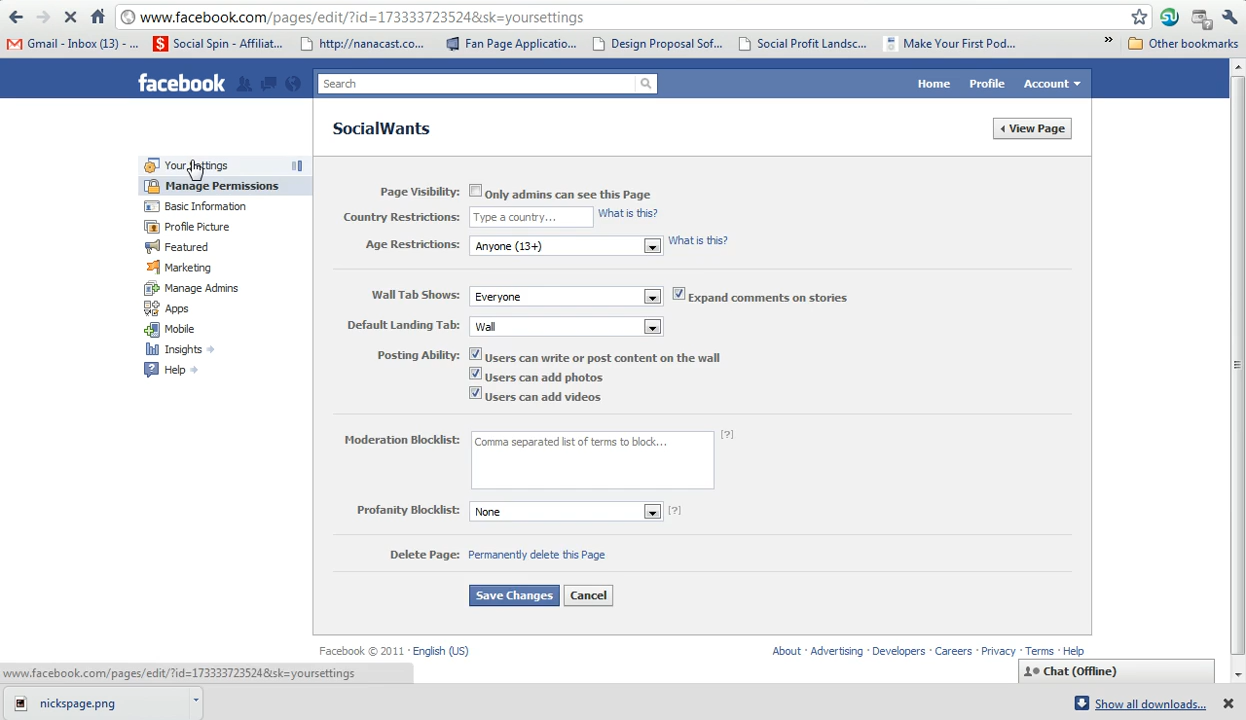 www.facebook.com/pages/edit/?id=173333723524&sk=yoursettings
Gmail - Inbox (13) - ...
Social Spin - Affiliat...
http://nanacast.co...
Fan Page Applicatio...
Design Proposal Sof...
Social Profit Landsc...
Make Your First Pod...
»
Other bookmarks
facebook
Search
Home
Profile
Account
SocialWants
View Page
Your Settings
Manage Permissions
Basic Information
Profile Picture
Featured
Marketing
Manage Admins
Apps
Mobile
Insights
Help
Page Visibility: Only admins can see this Page
Country Restrictions: Type a country... What is this?
Age Restrictions: Anyone (13+) What is this?
Wall Tab Shows: Everyone Expand comments on stories
Default Landing Tab: Wall
Posting Ability: Users can write or post content on the wall
Users can add photos
Users can add videos
Moderation Blocklist: Comma separated list of terms to block... [?]
Profanity Blocklist: None [?]
Delete Page: Permanently delete this Page
Save Changes Cancel
Facebook © 2011 · English (US)
About · Advertising · Developers · Careers · Privacy · Terms · Help
www.facebook.com/pages/edit/?id=173333723524&sk=yoursettings
Chat (Offline)
nickspage.png
Show all downloads...